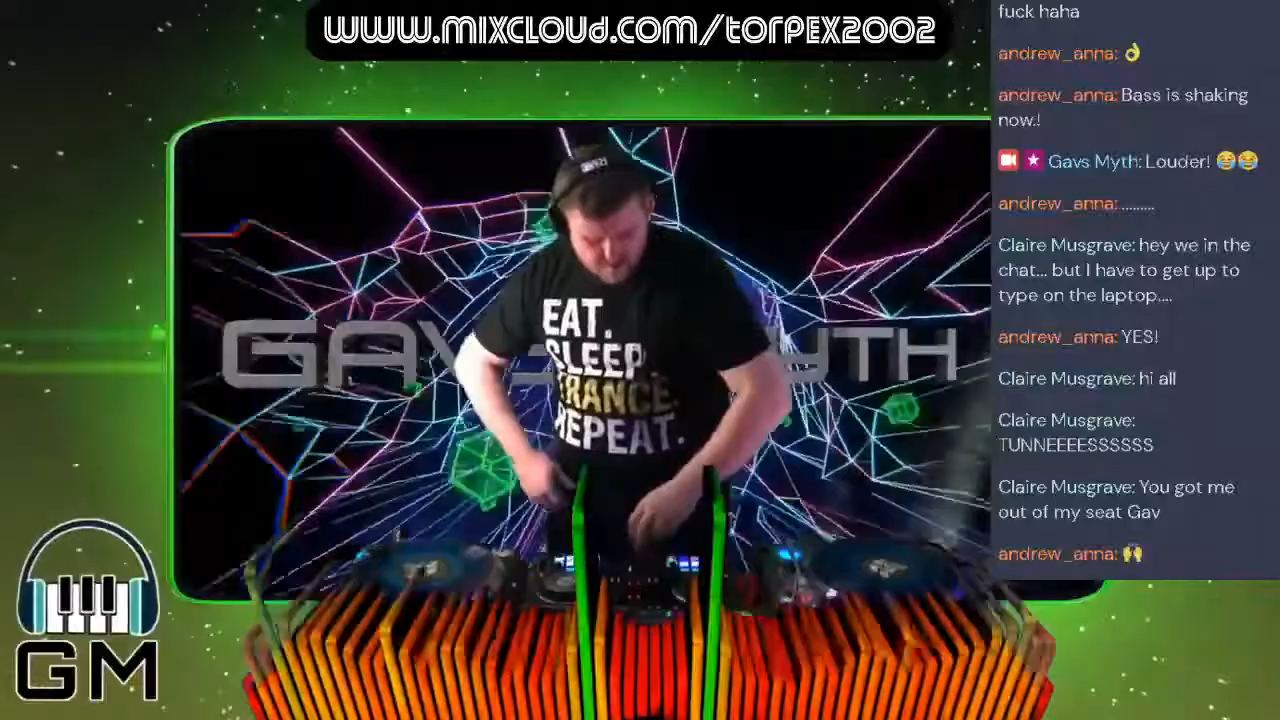 www.mixcloud.com/torpex2002
fuck haha
andrew_anna: 👌
andrew_anna: Bass is shaking
now.!
Gavs Myth: Louder! 😂😂
andrew_anna: .........
Claire Musgrave: hey we in the
chat... but I have to get up to
type on the laptop....
andrew_anna: YES!
Claire Musgrave: hi all
Claire Musgrave:
TUNNEEEESSSSSS
Claire Musgrave: You got me
out of my seat Gav
andrew_anna: 🙌
EAT.
SLEEP.
TRANCE.
REPEAT.
GAV
YTH
GM